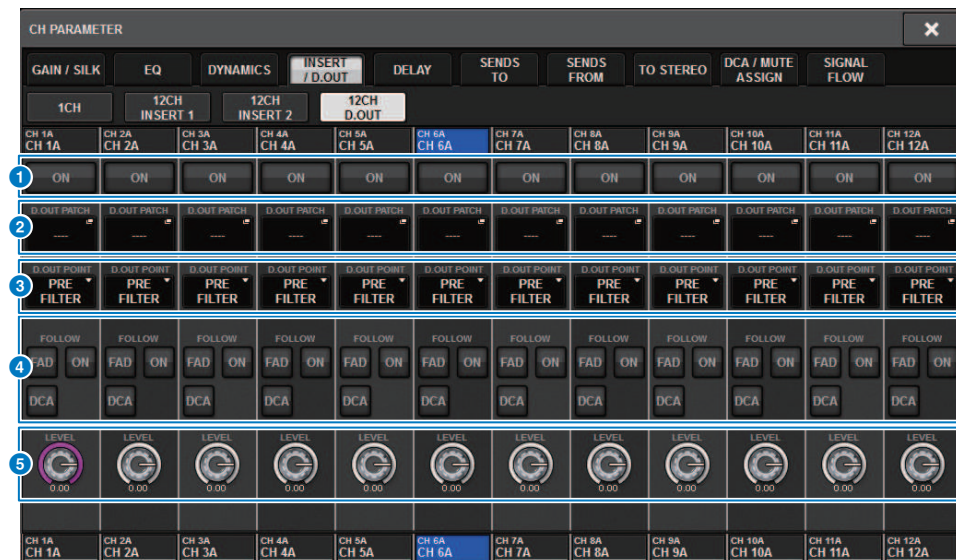 CH PARAMETER
GAIN / SILK EQ DYNAMICS INSERT / D.OUT DELAY SENDS TO SENDS FROM TO STEREO DCA / MUTE ASSIGN SIGNAL FLOW
1CH 12CH INSERT 1 12CH INSERT 2 12CH D.OUT
CH 1A CH 2A CH 3A CH 4A CH 5A CH 6A CH 7A CH 8A CH 9A CH 10A CH 11A CH 12A
CH 1A CH 2A CH 3A CH 4A CH 5A CH 6A CH 7A CH 8A CH 9A CH 10A CH 11A CH 12A
1 ON ON ON ON ON ON ON ON ON ON ON ON
D.OUT PATCH D.OUT PATCH D.OUT PATCH D.OUT PATCH D.OUT PATCH D.OUT PATCH D.OUT PATCH D.OUT PATCH D.OUT PATCH D.OUT PATCH D.OUT PATCH D.OUT PATCH
2 ---- ---- ---- ---- ---- ---- ---- ---- ---- ---- ---- ----
D.OUT POINT D.OUT POINT D.OUT POINT D.OUT POINT D.OUT POINT D.OUT POINT D.OUT POINT D.OUT POINT D.OUT POINT D.OUT POINT D.OUT POINT D.OUT POINT
3 PRE PRE PRE PRE PRE PRE PRE PRE PRE PRE PRE PRE
FILTER FILTER FILTER FILTER FILTER FILTER FILTER FILTER FILTER FILTER FILTER FILTER
FOLLOW FOLLOW FOLLOW FOLLOW FOLLOW FOLLOW FOLLOW FOLLOW FOLLOW FOLLOW FOLLOW FOLLOW
4 FAD ON FAD ON FAD ON FAD ON FAD ON FAD ON FAD ON FAD ON FAD ON FAD ON FAD ON FAD ON
DCA DCA DCA DCA DCA DCA DCA DCA DCA DCA DCA DCA
LEVEL LEVEL LEVEL LEVEL LEVEL LEVEL LEVEL LEVEL LEVEL LEVEL LEVEL LEVEL
5 0.00 0.00 0.00 0.00 0.00 0.00 0.00 0.00 0.00 0.00 0.00 0.00
CH 1A CH 2A CH 3A CH 4A CH 5A CH 6A CH 7A CH 8A CH 9A CH 10A CH 11A CH 12A
CH 1A CH 2A CH 3A CH 4A CH 5A CH 6A CH 7A CH 8A CH 9A CH 10A CH 11A CH 12A